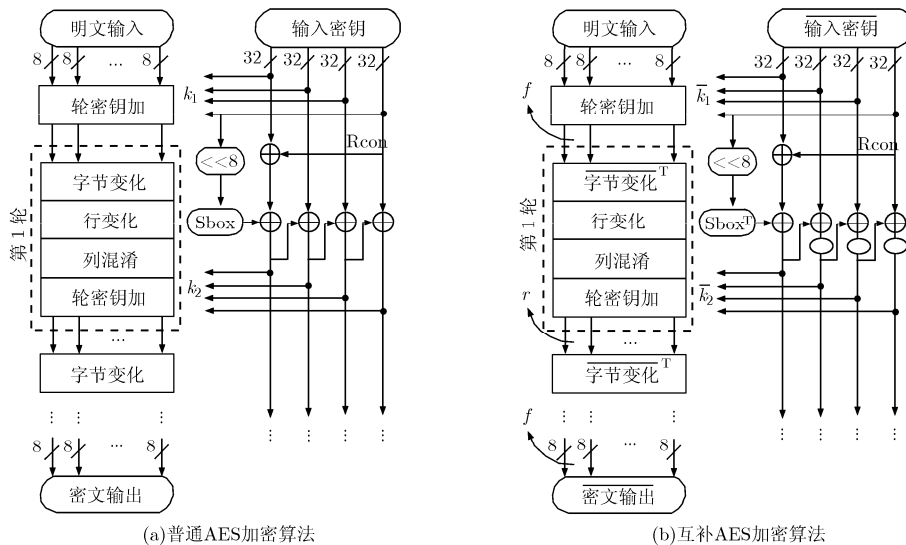 明文输入
输入密钥
8 8 ... 8
32 32 32 32
k₁
轮密钥加
Rcon
<<8
第1轮
字节变化
行变化
Sbox
列混淆
轮密钥加
k₂
...
字节变化
⋮ ⋮ ⋮
⋮ ⋮ ⋮ ⋮
8 8 ... 8
密文输出
(a)普通AES加密算法
明文输入
输入密钥
8 8 ... 8
32 32 32 32
f
k̅₁
轮密钥加
Rcon
<<8
第1轮
字节变化T
行变化
SboxT
列混淆
轮密钥加
k̅₂
r
...
字节变化T
f
⋮ ⋮ ⋮
⋮ ⋮ ⋮ ⋮
8 8 ... 8
密文输出
(b)互补AES加密算法